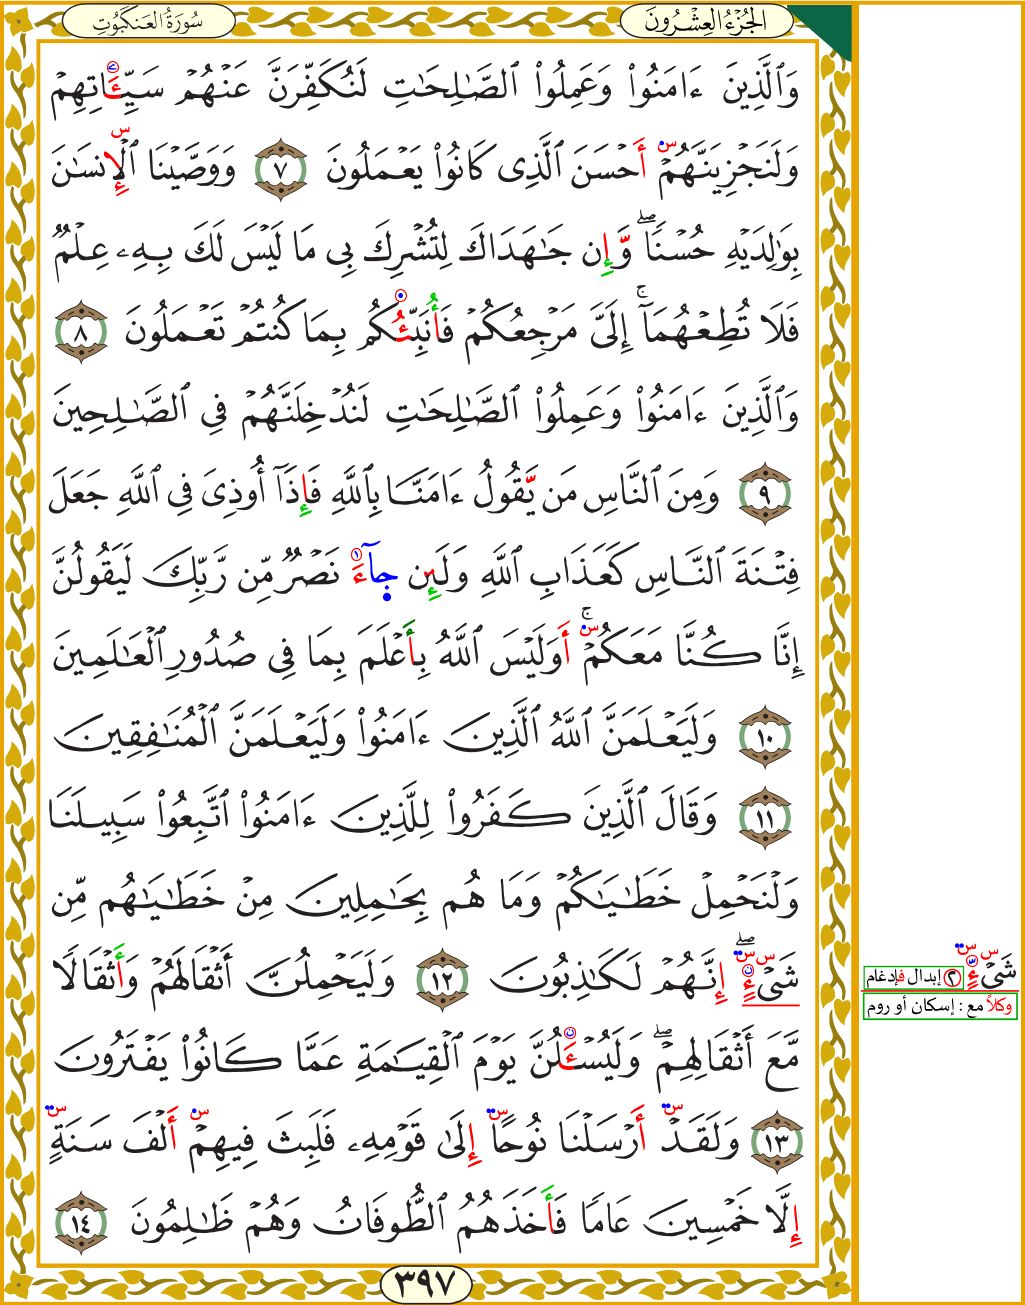 الجُزْءُ العِشْرُونَ
سُورَةُ العَنكَبُوتِ
وَٱلَّذِينَ ءَامَنُوا۟ وَعَمِلُوا۟ ٱلصَّـٰلِحَـٰتِ لَنُكَفِّرَنَّ عَنْهُمْ سَيِّـَٔاتِهِمْ
وَلَنَجْزِيَنَّهُمْ أَحْسَنَ ٱلَّذِى كَانُوا۟ يَعْمَلُونَ ٧ وَوَصَّيْنَا ٱلْإِنسَـٰنَ
بِوَٰلِدَيْهِ حُسْنًا ۖ وَإِن جَـٰهَدَاكَ لِتُشْرِكَ بِى مَا لَيْسَ لَكَ بِهِۦ عِلْمٌ
فَلَا تُطِعْهُمَآ ۚ إِلَىَّ مَرْجِعُكُمْ فَأُنَبِّئُكُم بِمَا كُنتُمْ تَعْمَلُونَ ٨
وَٱلَّذِينَ ءَامَنُوا۟ وَعَمِلُوا۟ ٱلصَّـٰلِحَـٰتِ لَنُدْخِلَنَّهُمْ فِى ٱلصَّـٰلِحِينَ
٩ وَمِنَ ٱلنَّاسِ مَن يَقُولُ ءَامَنَّا بِٱللَّهِ فَإِذَآ أُوذِىَ فِى ٱللَّهِ جَعَلَ
فِتْنَةَ ٱلنَّاسِ كَعَذَابِ ٱللَّهِ وَلَئِن جَآءَ نَصْرٌ مِّن رَّبِّكَ لَيَقُولُنَّ
إِنَّا كُنَّا مَعَكُمْ ۚ أَوَلَيْسَ ٱللَّهُ بِأَعْلَمَ بِمَا فِى صُدُورِ ٱلْعَـٰلَمِينَ
١٠ وَلَيَعْلَمَنَّ ٱللَّهُ ٱلَّذِينَ ءَامَنُوا۟ وَلَيَعْلَمَنَّ ٱلْمُنَـٰفِقِينَ
١١ وَقَالَ ٱلَّذِينَ كَفَرُوا۟ لِلَّذِينَ ءَامَنُوا۟ ٱتَّبِعُوا۟ سَبِيلَنَا
وَلْنَحْمِلْ خَطَـٰيَـٰكُمْ وَمَا هُم بِحَـٰمِلِينَ مِنْ خَطَـٰيَـٰهُم مِّن
شَىْءٍ ۖ إِنَّهُمْ لَكَـٰذِبُونَ ١٢ وَلَيَحْمِلُنَّ أَثْقَالَهُمْ وَأَثْقَالًا
مَّعَ أَثْقَالِهِمْ ۖ وَلَيُسْـَٔلُنَّ يَوْمَ ٱلْقِيَـٰمَةِ عَمَّا كَانُوا۟ يَفْتَرُونَ
١٣ وَلَقَدْ أَرْسَلْنَا نُوحًا إِلَىٰ قَوْمِهِۦ فَلَبِثَ فِيهِمْ أَلْفَ سَنَةٍ
إِلَّا خَمْسِينَ عَامًا فَأَخَذَهُمُ ٱلطُّوفَانُ وَهُمْ ظَـٰلِمُونَ ١٤
شَىْءٍ ٢ إبدال فإدغام
وكلاً مع : إسكان أو روم
٣٩٧